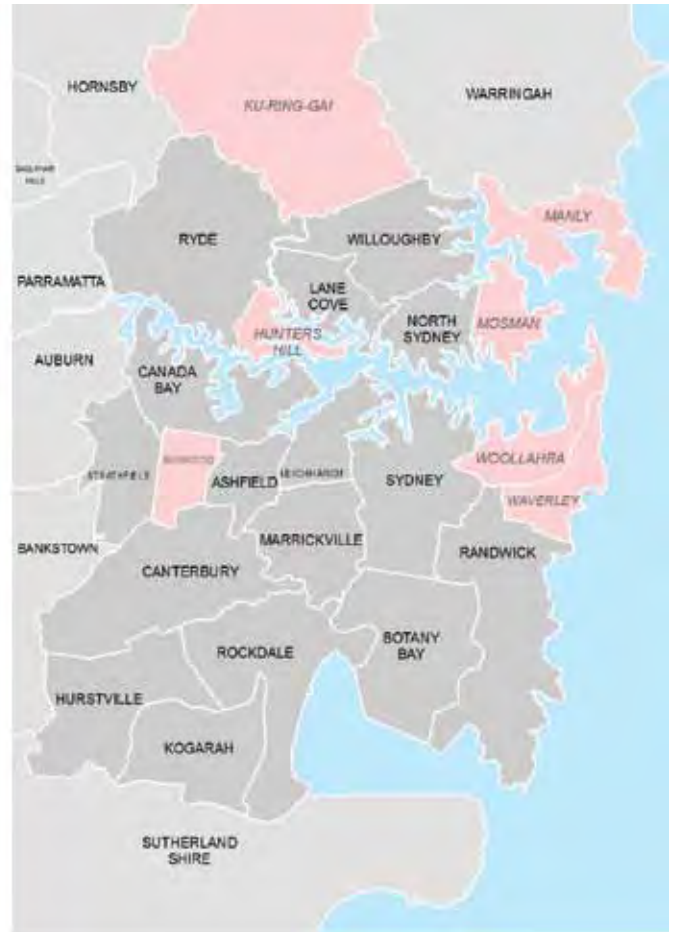 HORNSBY
KU-RING-GAI
WARRINGAH
MANLY
RYDE
WILLOUGHBY
PARRAMATTA
LANE
COVE
HUNTERS
HILL
NORTH
SYDNEY
MOSMAN
AUBURN
CANADA
BAY
WOOLLAHRA
STRATHFIELD
BURWOOD
ASHFIELD
LEICHHARDT
SYDNEY
WAVERLEY
BANKSTOWN
MARRICKVILLE
RANDWICK
CANTERBURY
ROCKDALE
BOTANY
BAY
HURSTVILLE
KOGARAH
SUTHERLAND
SHIRE